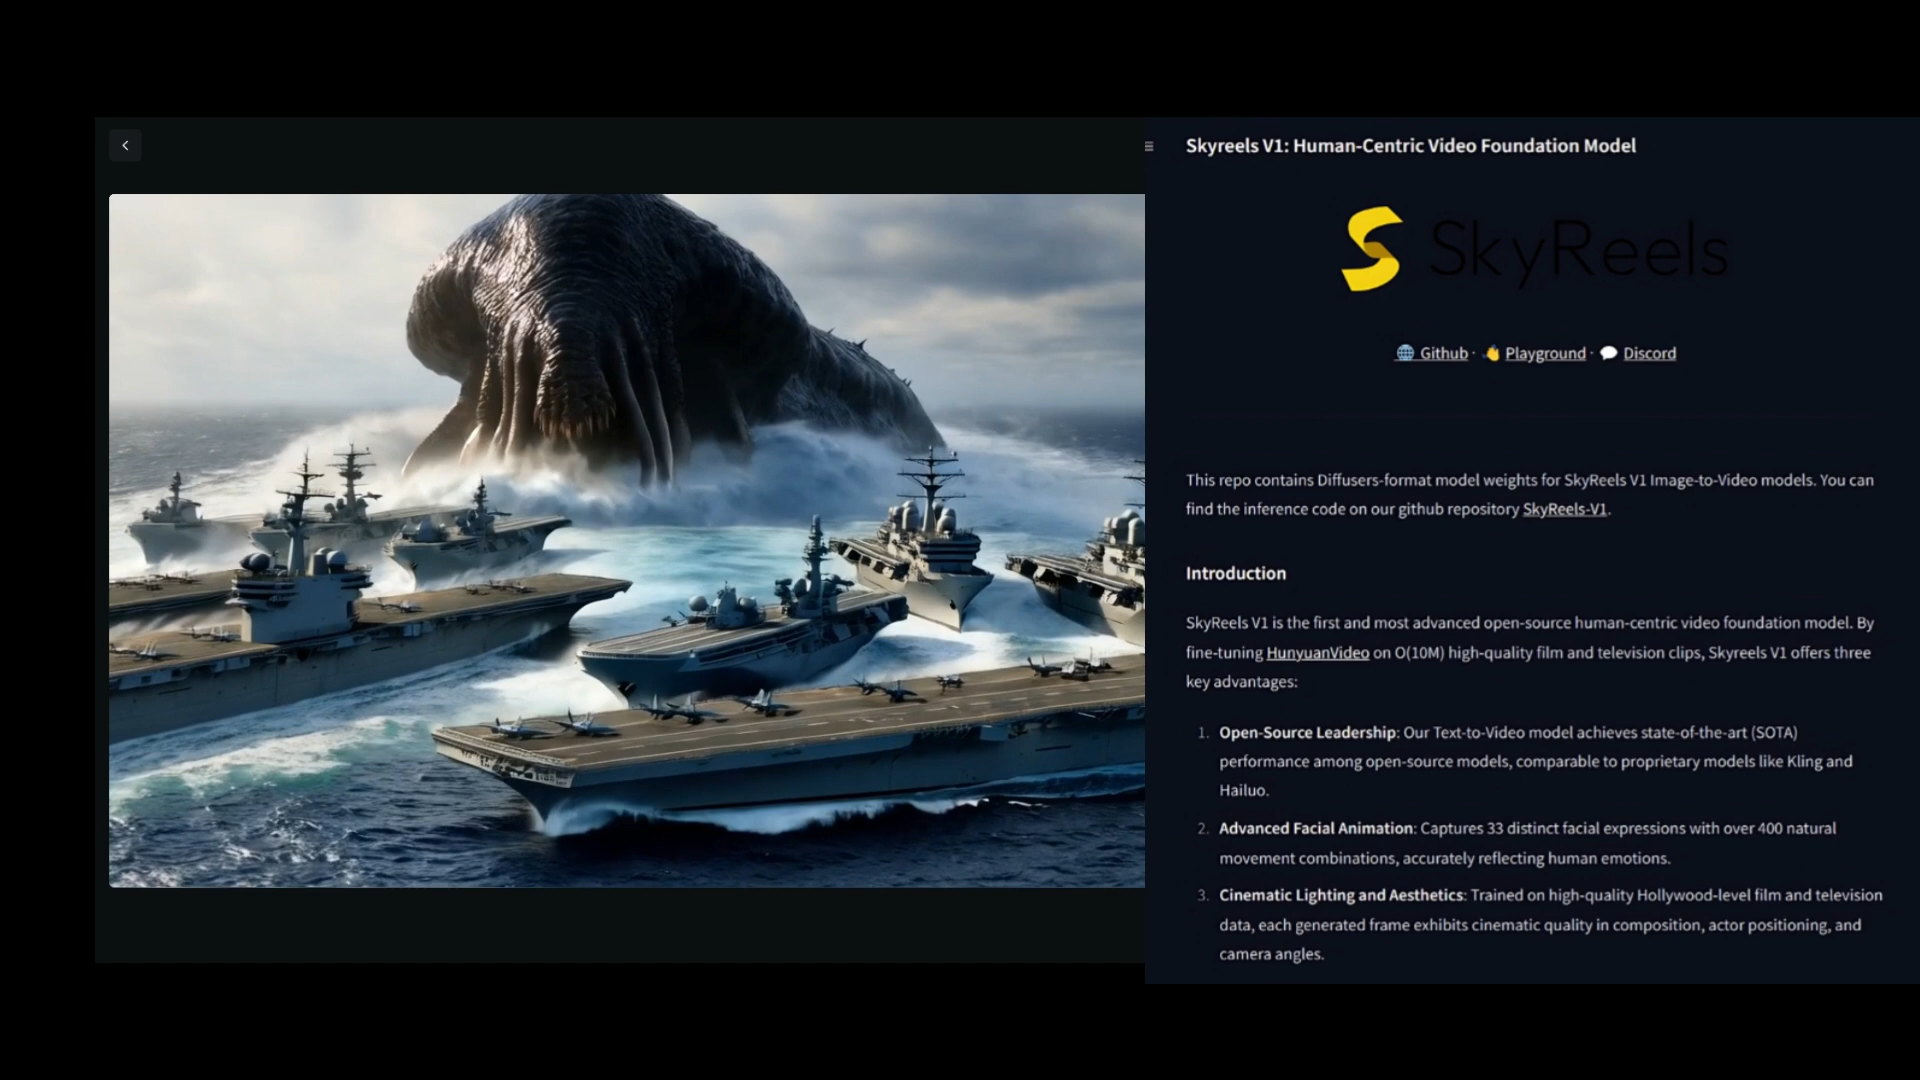 Skyreels V1: Human-Centric Video Foundation Model
SkyReels
Github · Playground · Discord
This repo contains Diffusers-format model weights for SkyReels V1 Image-to-Video models. You can
find the inference code on our github repository SkyReels-V1.
Introduction
SkyReels V1 is the first and most advanced open-source human-centric video foundation model. By
fine-tuning HunyuanVideo on O(10M) high-quality film and television clips, Skyreels V1 offers three
key advantages:
1. Open-Source Leadership: Our Text-to-Video model achieves state-of-the-art (SOTA)
performance among open-source models, comparable to proprietary models like Kling and
Hailuo.
2. Advanced Facial Animation: Captures 33 distinct facial expressions with over 400 natural
movement combinations, accurately reflecting human emotions.
3. Cinematic Lighting and Aesthetics: Trained on high-quality Hollywood-level film and television
data, each generated frame exhibits cinematic quality in composition, actor positioning, and
camera angles.